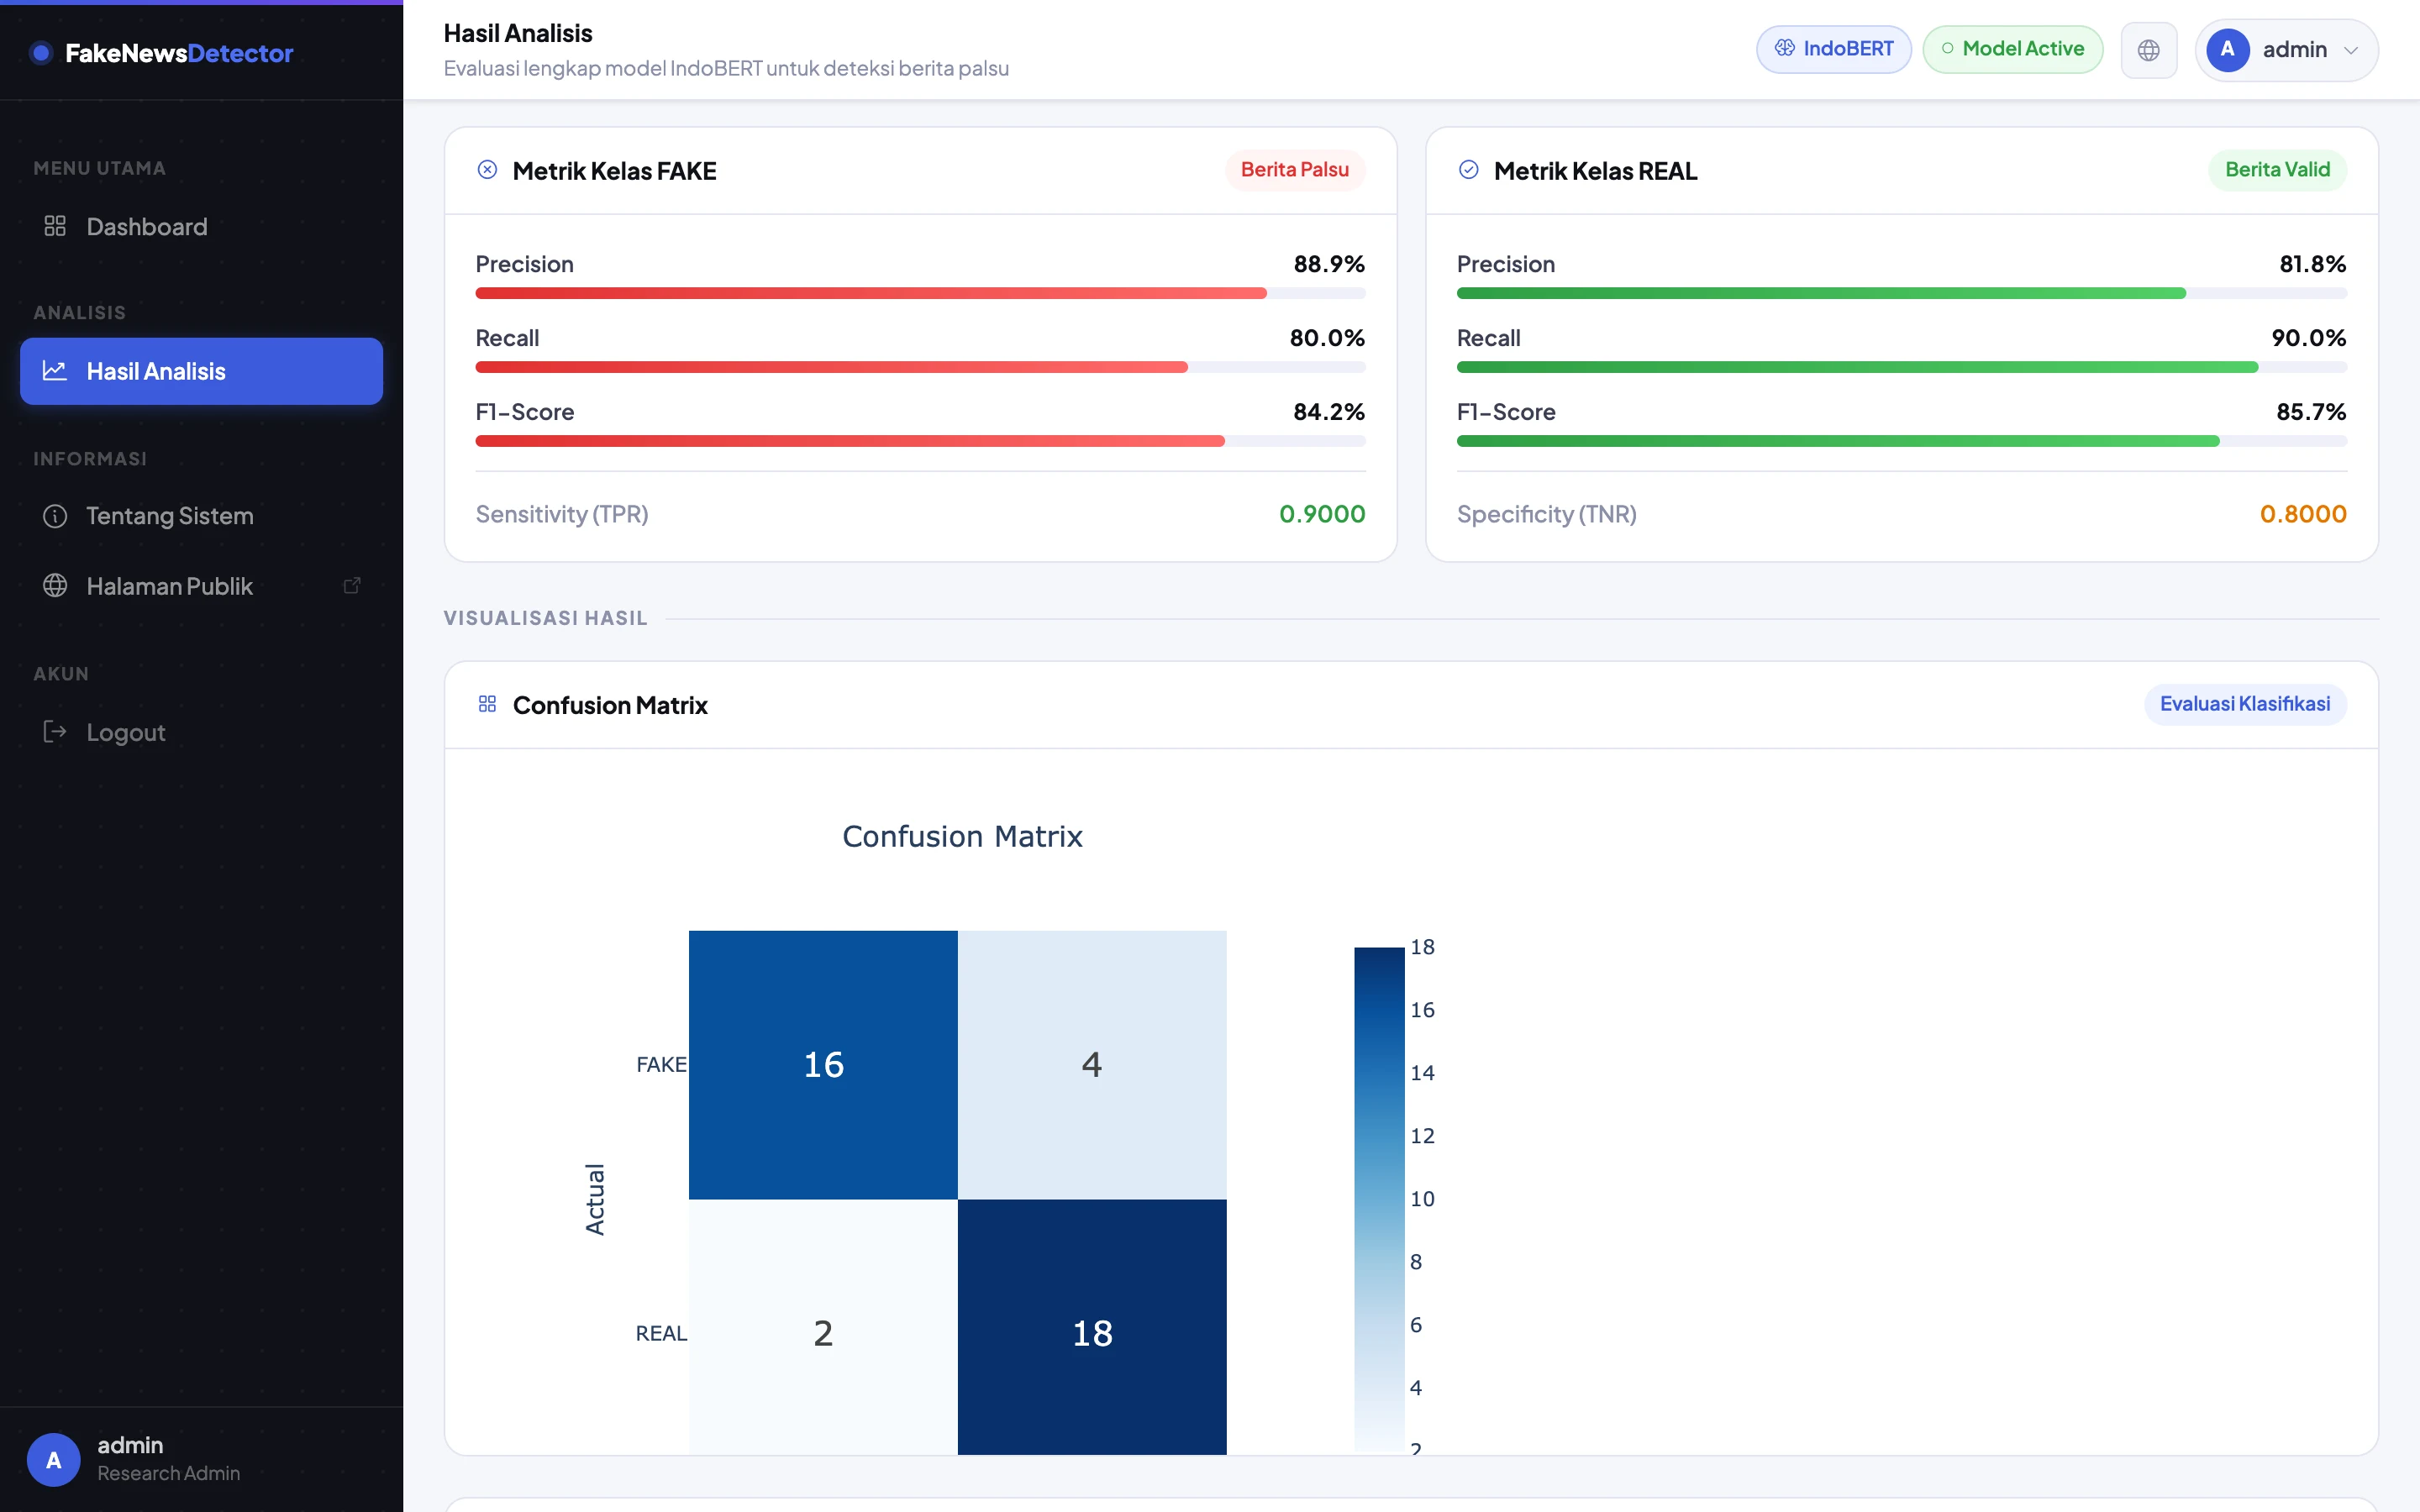 FakeNewsDetector
MENU UTAMA
Dashboard
ANALISIS
Hasil Analisis
INFORMASI
Tentang Sistem
Halaman Publik
AKUN
Logout
A
admin
Research Admin
Hasil Analisis
Evaluasi lengkap model IndoBERT untuk deteksi berita palsu
IndoBERT
Model Active
A
admin
Metrik Kelas FAKE
Berita Palsu
Precision
88.9%
Recall
80.0%
F1-Score
84.2%
Sensitivity (TPR)
0.9000
Metrik Kelas REAL
Berita Valid
Precision
81.8%
Recall
90.0%
F1-Score
85.7%
Specificity (TNR)
0.8000
VISUALISASI HASIL
Confusion Matrix
Evaluasi Klasifikasi
Confusion Matrix
Actual
FAKE
16
4
REAL
2
18
18
16
14
12
10
8
6
4
2